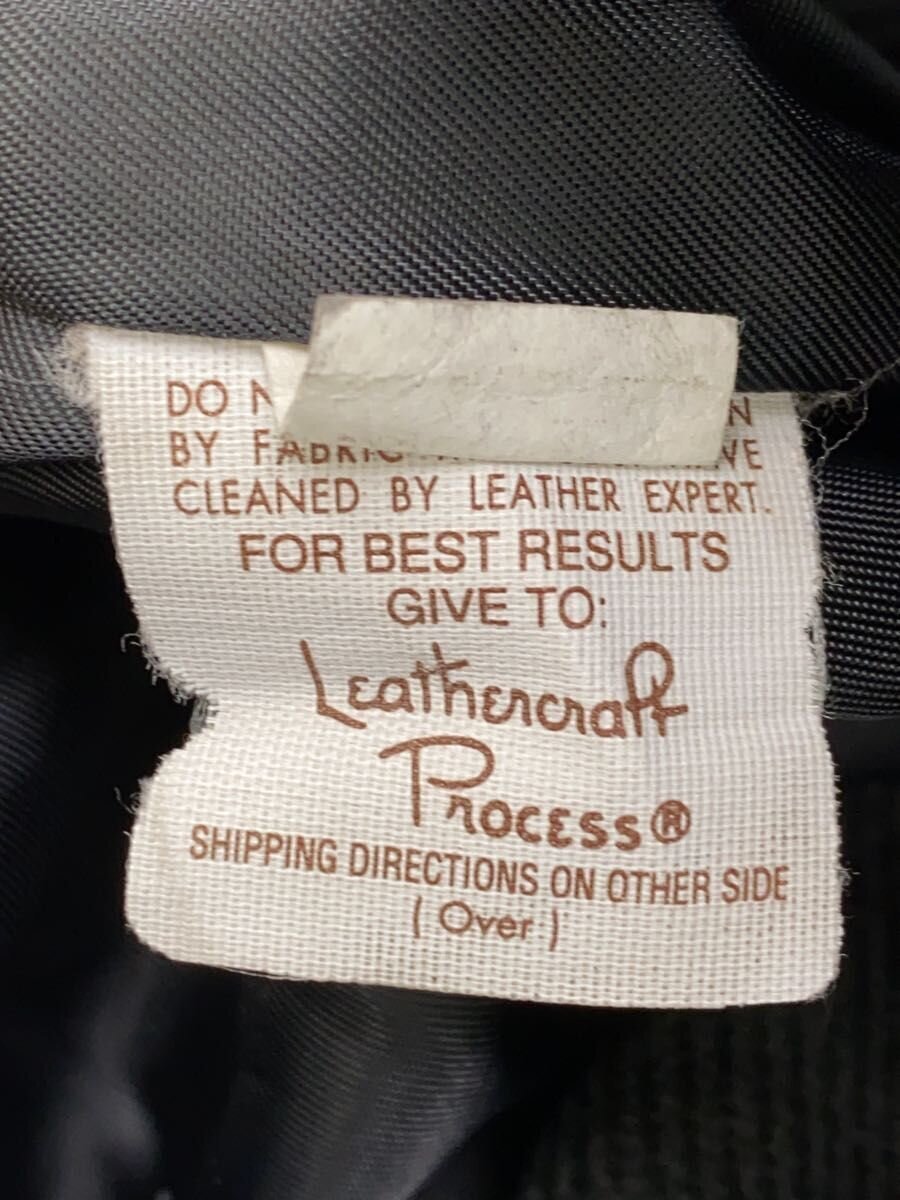 DO
BY FABRIC
CLEANED BY LEATHER EXPERT.
FOR BEST RESULTS
GIVE TO:
Leathercraft
Process®
SHIPPING DIRECTIONS ON OTHER SIDE
(Over)